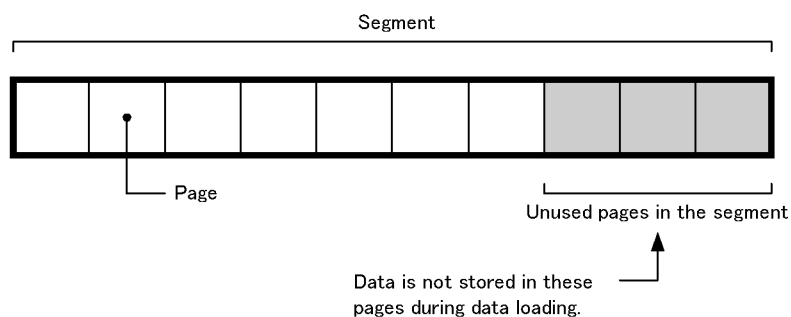 Segment
Page
Unused pages in the segment
Data is not stored in these
pages during data loading.